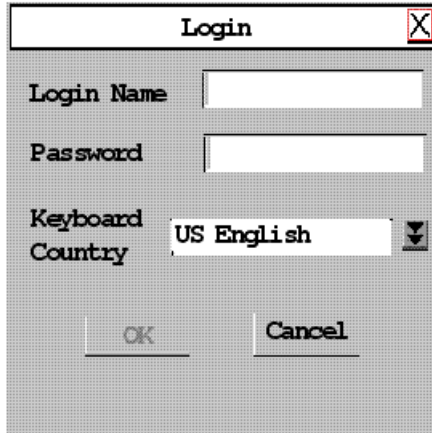 Login X
Login Name
Password
Keyboard
Country
US English
OK
Cancel